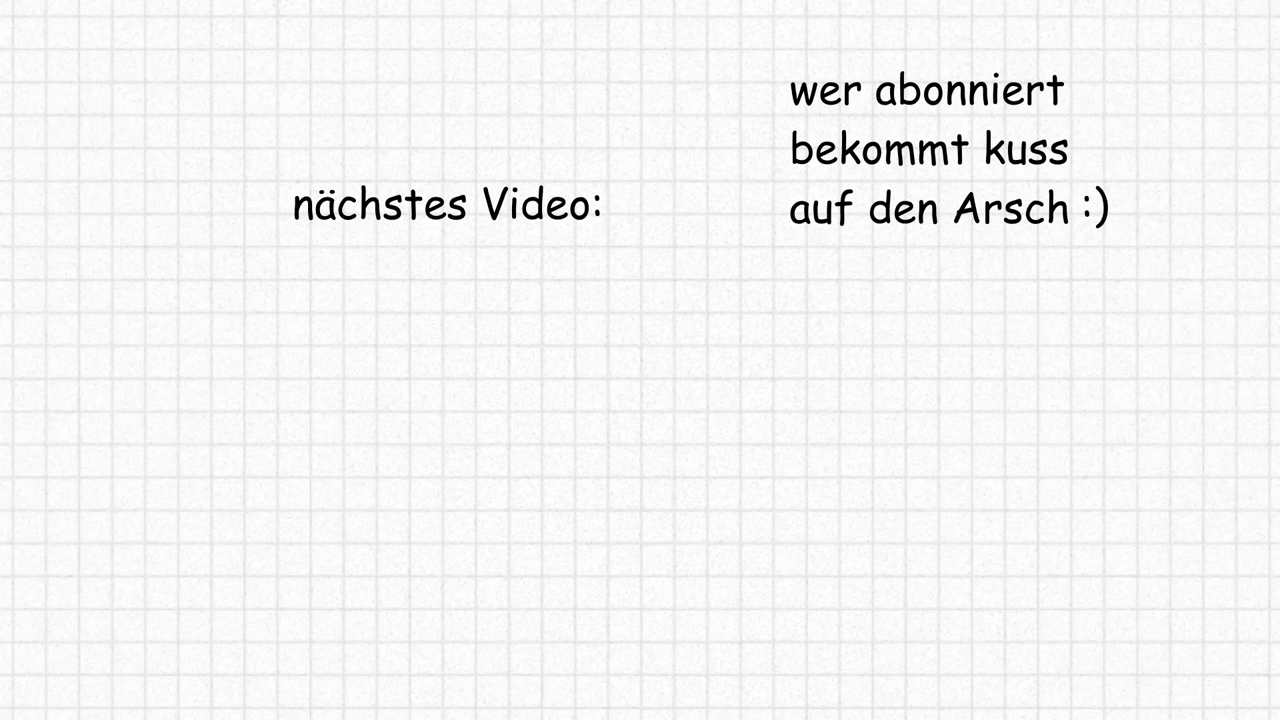 nächstes Video:
wer abonniert
bekommt kuss
auf den Arsch :)